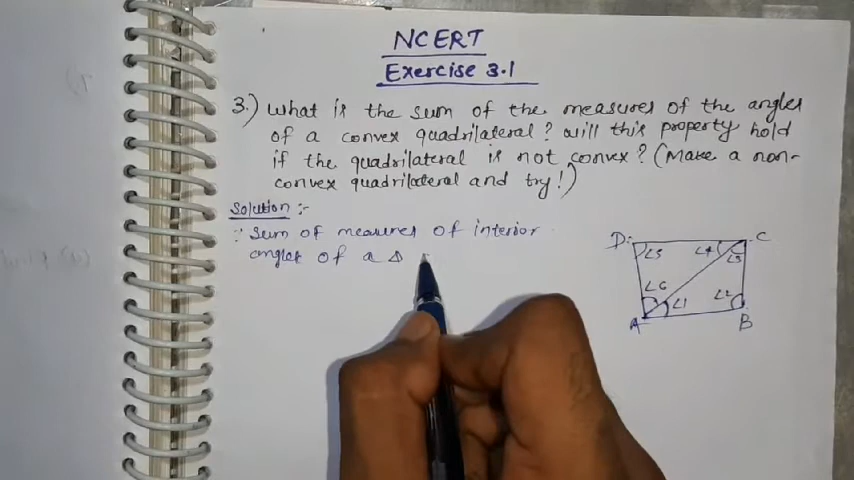 NCERT
Exercise 3.1
3.) What is the sum of the measures of the angles
of a convex quadrilateral? will this property hold
if the quadrilateral is not convex? (Make a non-
convex quadrilateral and try!)
Solution :-
∵ Sum of measures of interior
angles of a Δ
D C
∠5 ∠4 ∠3
∠6 ∠1 ∠2
A B